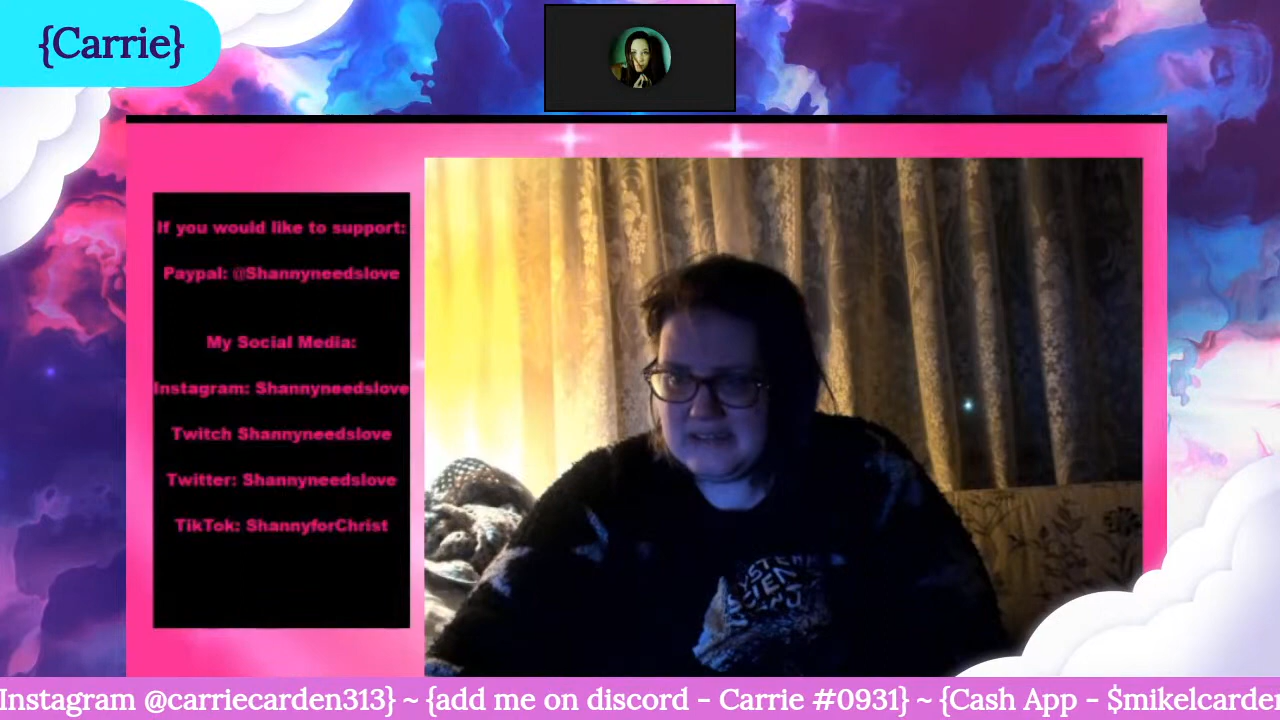 {Carrie}
If you would like to support:
Paypal: @Shannyneedslove
My Social Media:
Instagram: Shannyneedslove
Twitch Shannyneedslove
Twitter: Shannyneedslove
TikTok: ShannyforChrist
Instagram @carriecarden313} ~ {add me on discord - Carrie #0931} ~ {Cash App - $mikelcarden